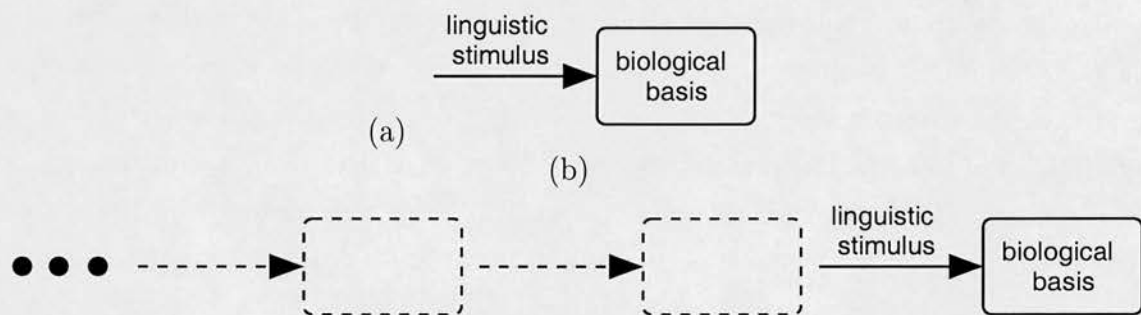 linguistic
stimulus
biological
basis
(a)
(b)
linguistic
stimulus
biological
basis